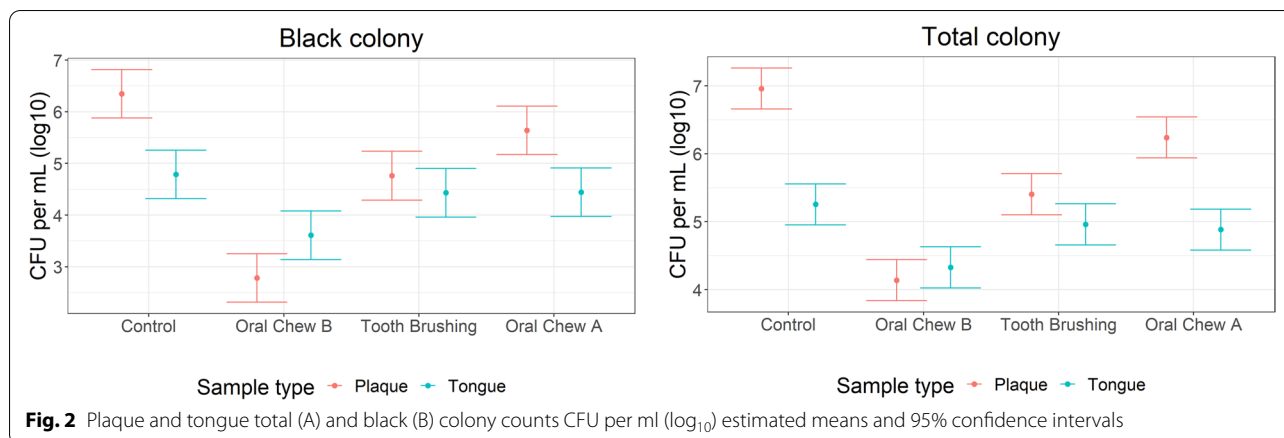 Black colony
CFU per mL (log10)
7
6
5
4
3
Control Oral Chew B Tooth Brushing Oral Chew A
Sample type Plaque Tongue
Total colony
CFU per mL (log10)
7
6
5
4
Control Oral Chew B Tooth Brushing Oral Chew A
Sample type Plaque Tongue
Fig. 2 Plaque and tongue total (A) and black (B) colony counts CFU per ml (log₁₀) estimated means and 95% confidence intervals